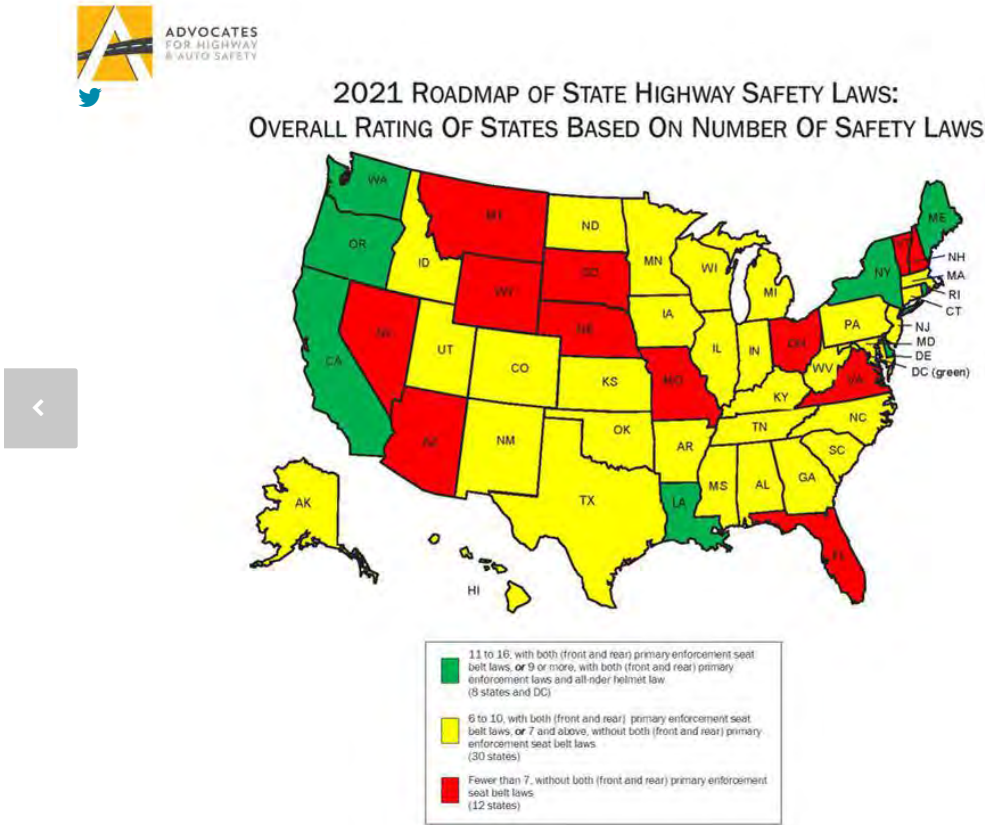 ADVOCATES
FOR HIGHWAY
& AUTO SAFETY
2021 ROADMAP OF STATE HIGHWAY SAFETY LAWS:
OVERALL RATING OF STATES BASED ON NUMBER OF SAFETY LAWS
WA
MT
ND
ME
OR
ID
MN
NH
SD
WI
NY
MA
WY
MI
RI
CT
IA
PA
NJ
NV
NE
OH
MD
UT
IL
IN
DE
CA
CO
WV
VA
DC (green)
KS
MO
KY
NC
AZ
NM
OK
TN
AR
SC
MS
AL
GA
AK
TX
LA
FL
HI
11 to 16, with both (front and rear) primary enforcement seat
belt laws, or 9 or more, with both (front and rear) primary
enforcement laws and all-rider helmet law
(8 states and DC)
6 to 10, with both (front and rear) primary enforcement seat
belt laws, or 7 and above, without both (front and rear) primary
enforcement seat belt laws
(30 states)
Fewer than 7, without both (front and rear) primary enforcement
seat belt laws
(12 states)